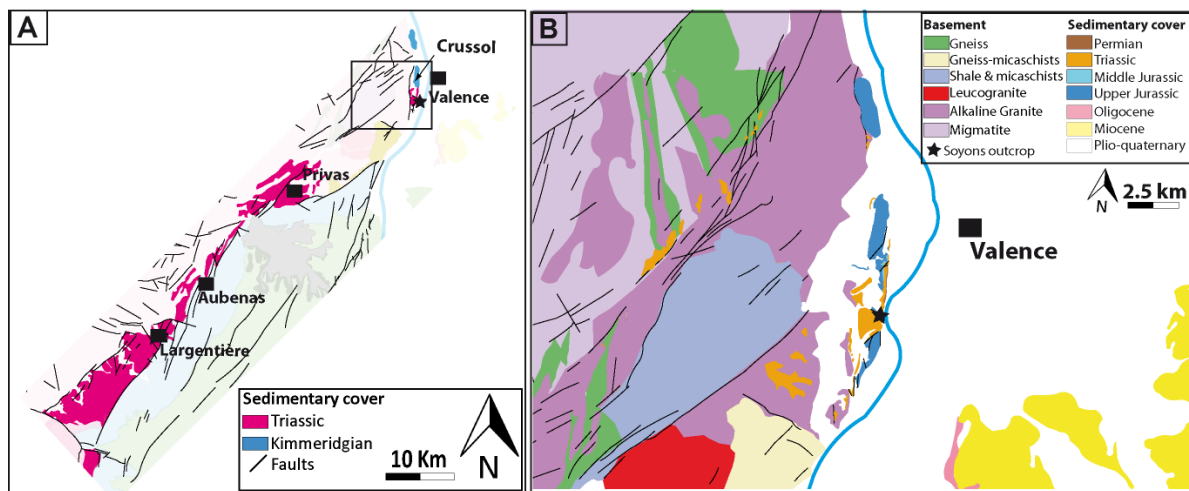 A
Crussol
Valence
Privas
Aubenas
Largentière
Sedimentary cover
Triassic
Kimmeridgian
Faults
10 Km
N
B
Basement
Gneiss
Gneiss-micaschists
Shale & micaschists
Leucogranite
Alkaline Granite
Migmatite
Soyons outcrop
Sedimentary cover
Permian
Triassic
Middle Jurassic
Upper Jurassic
Oligocene
Miocene
Plio-quaternary
N
2.5 km
Valence